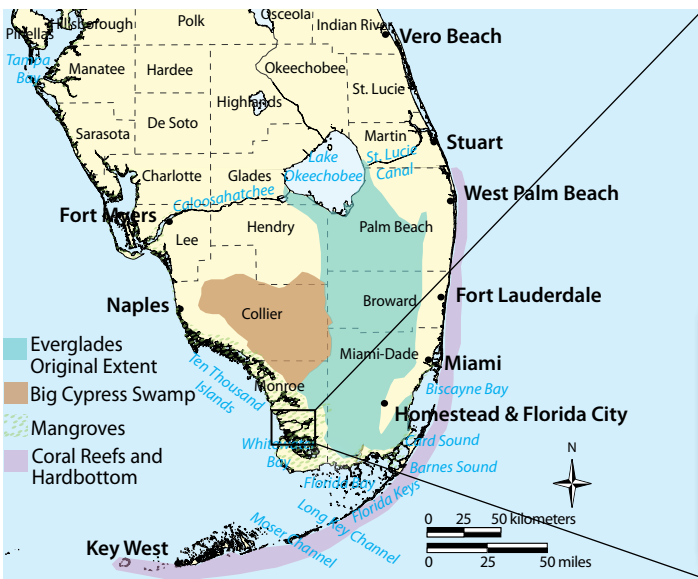 Osceola
Polk
Hillsborough
Indian River
Pinellas
Vero Beach
Tampa
Bay
Manatee
Hardee
Okeechobee
St. Lucie
Highlands
De Soto
Sarasota
Martin
Stuart
Lake
Okeechobee
St. Lucie
Canal
Charlotte
Glades
Caloosahatchee
West Palm Beach
Fort Myers
Hendry
Palm Beach
Lee
Fort Lauderdale
Broward
Naples
Collier
Everglades
Original Extent
Miami-Dade
Miami
Ten Thousand
Islands
Big Cypress Swamp
Monroe
Biscayne Bay
Homestead & Florida City
Mangroves
Card Sound
Bay
Coral Reefs and
Hardbottom
Barnes Sound
Florida Bay
Florida Keys
Long Key Channel
Moser Channel
Key West
N
0 25 50 kilometers
0 25 50 miles